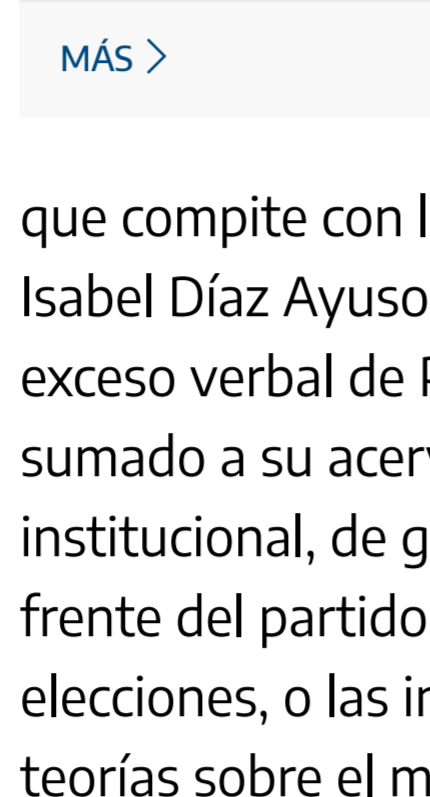 MÁS
que compite con
Isabel Díaz Ayuso
exceso verbal de
sumado a su
institucional, de
frente del partido
elecciones, o las
teorías sobre el